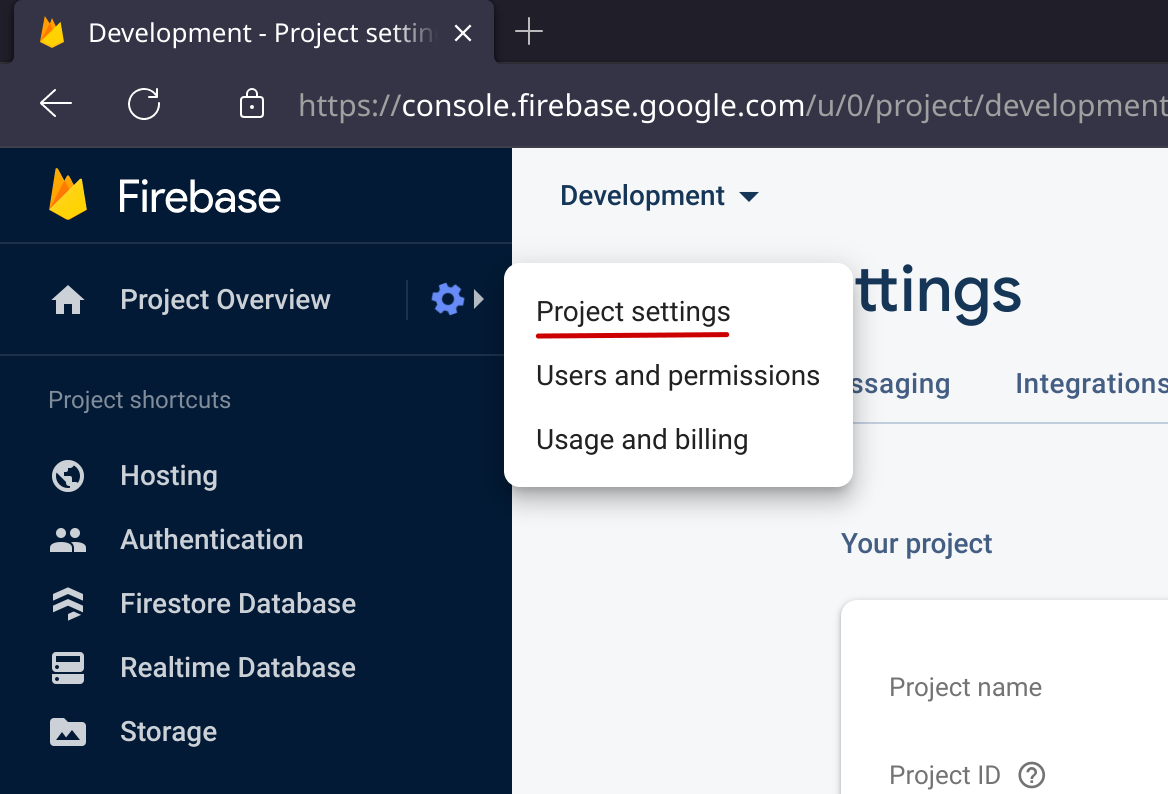 Development - Project settin
https://console.firebase.google.com/u/0/project/development
Firebase
Project Overview
Project shortcuts
Hosting
Authentication
Firestore Database
Realtime Database
Storage
Development
Project settings
Users and permissions
Usage and billing
ttings
ssaging
Integrations
Your project
Project name
Project ID